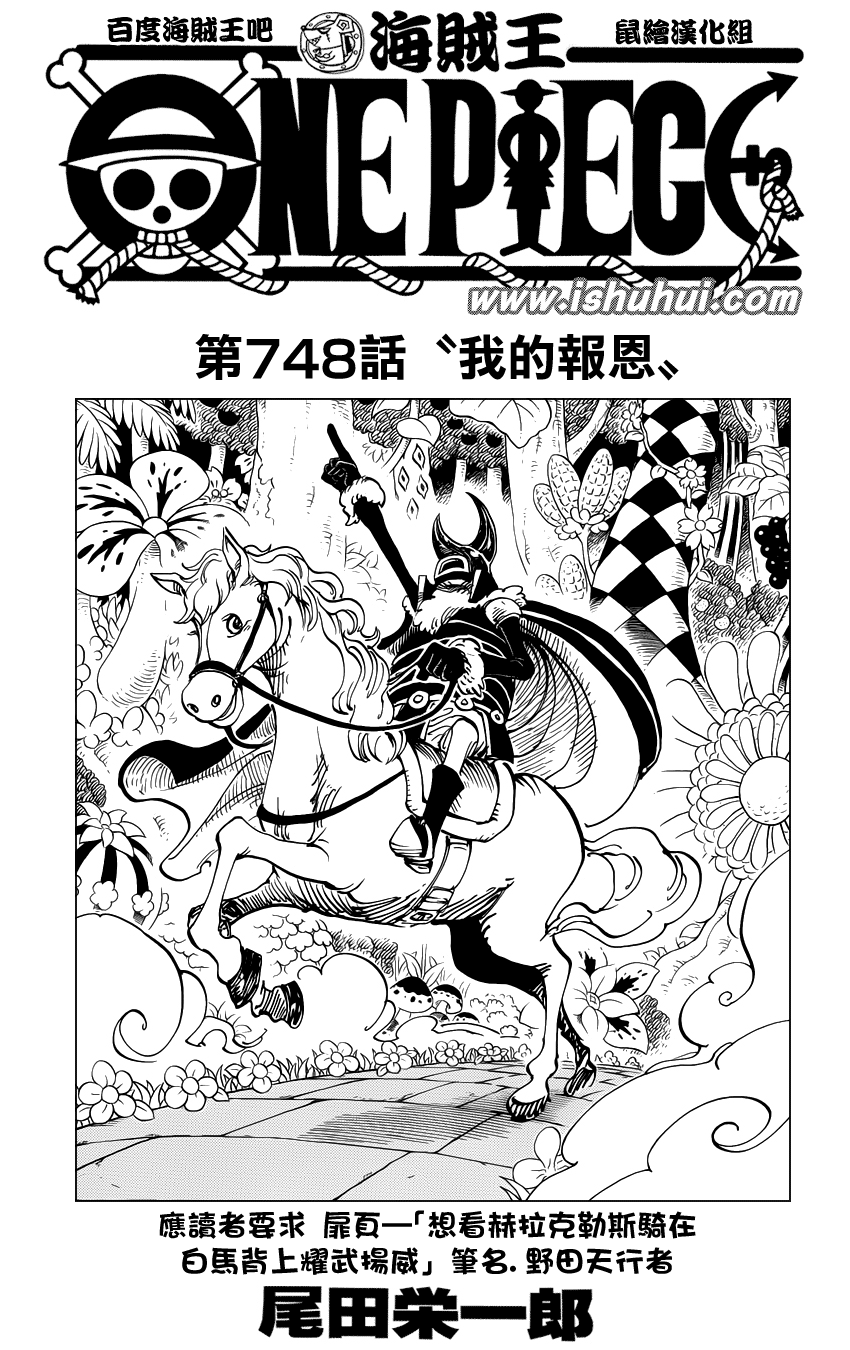 百度海賊王吧
海賊王
鼠繪漢化組
ONE PIECE
www.ishuhui.com
第748話〝我的報恩〟
應讀者要求 扉頁—「想看赫拉克勒斯騎在
白馬背上耀武揚威」筆名.野田天行者
尾田栄一郎